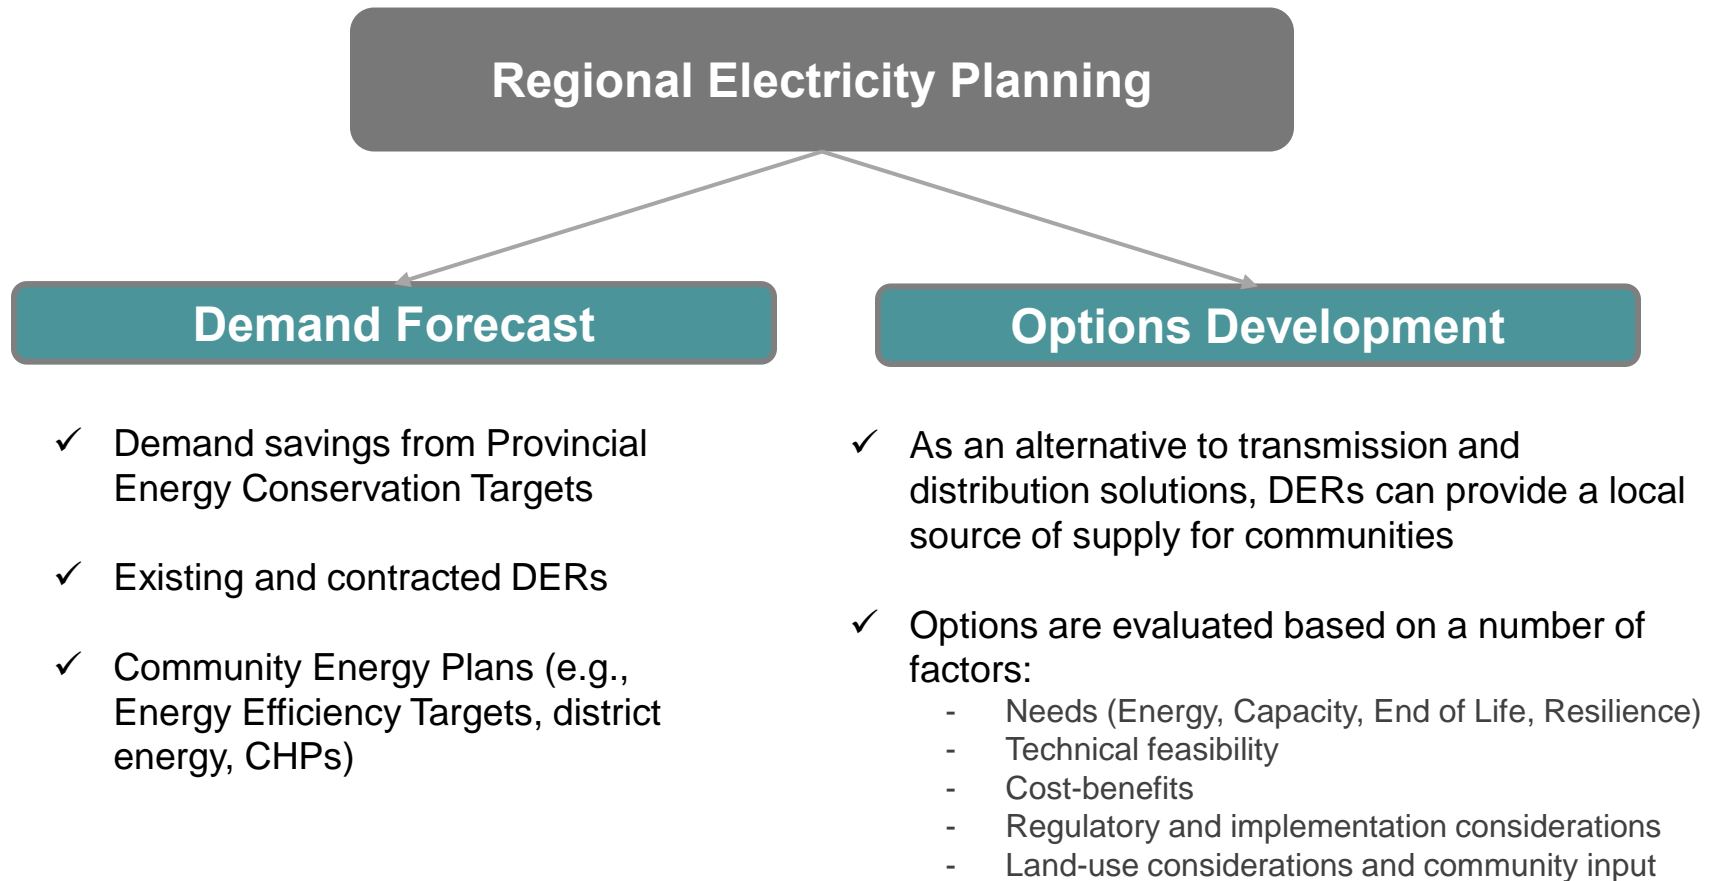 Regional Electricity Planning
Demand Forecast
✓ Demand savings from Provincial
Energy Conservation Targets
✓ Existing and contracted DERs
✓ Community Energy Plans (e.g.,
Energy Efficiency Targets, district
energy, CHPs)
Options Development
✓ As an alternative to transmission and
distribution solutions, DERs can provide a local
source of supply for communities
✓ Options are evaluated based on a number of
factors:
- Needs (Energy, Capacity, End of Life, Resilience)
- Technical feasibility
- Cost-benefits
- Regulatory and implementation considerations
- Land-use considerations and community input